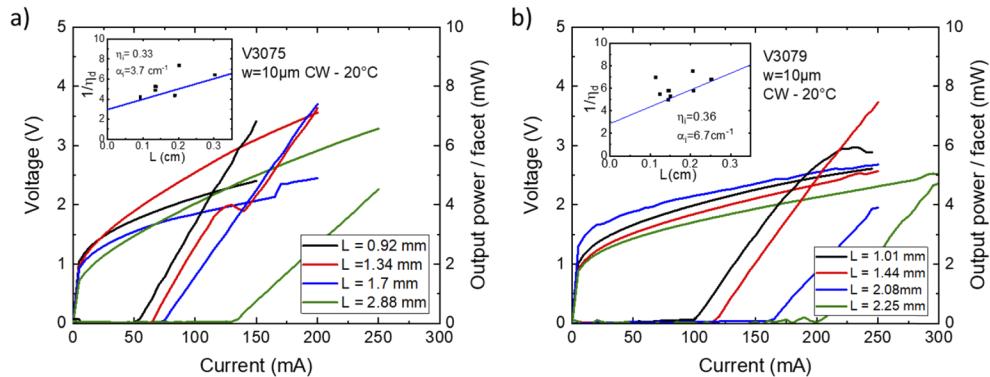 a)
V3075
w=10μm CW - 20°C
ηi= 0.33
αi=3.7 cm-1
1/ηd
10
8
6
4
2
0
0.0 0.1 0.2 0.3
L (cm)
Voltage (V)
5
4
3
2
1
0
Output power / facet (mW)
10
8
6
4
2
0
L = 0.92 mm
L =1.34 mm
L = 1.7 mm
L = 2.88 mm
0 50 100 150 200 250 300
Current (mA)
b)
V3079
w=10μm
CW - 20°C
ηi=0.36
αi=6.7cm-1
1/ηd
10
8
6
4
2
0
0.0 0.1 0.2 0.3
L(cm)
Voltage (V)
5
4
3
2
1
0
Output power / facet (mW)
10
8
6
4
2
0
L = 1.01 mm
L = 1.44 mm
L = 2.08mm
L = 2.25 mm
0 50 100 150 200 250 300
Current (mA)